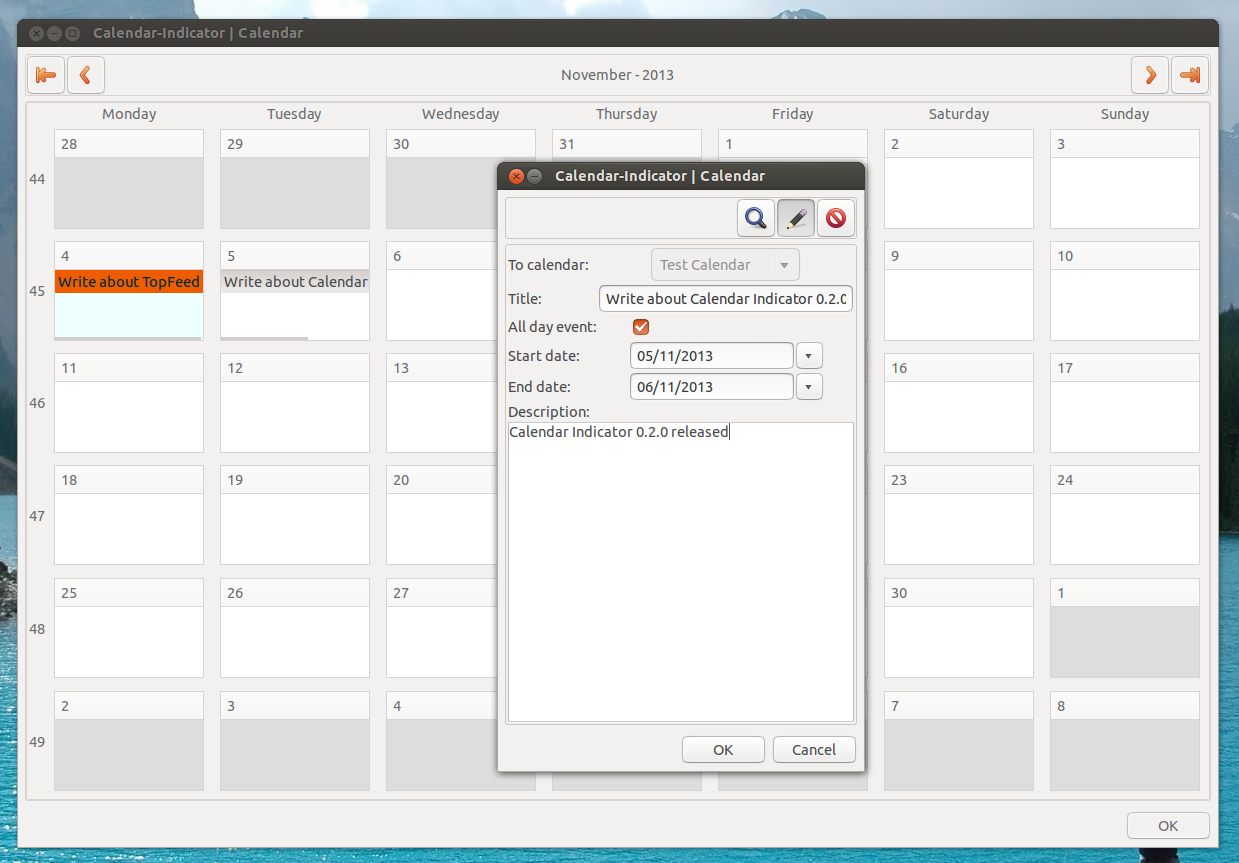 Calendar-Indicator | Calendar
November - 2013
Monday Tuesday Wednesday Thursday Friday Saturday Sunday
28 29 30 31 1 2 3
44
Calendar-Indicator | Calendar
4 5 6 9 10
To calendar: Test Calendar
Write about TopFeed Write about Calendar
45
Title: Write about Calendar Indicator 0.2.0
All day event:
Start date: 05/11/2013
11 12 13 16 17
End date: 06/11/2013
46
Description:
Calendar Indicator 0.2.0 released
18 19 20 23 24
47
25 26 27 30 1
48
2 3 4 7 8
49
OK Cancel
OK